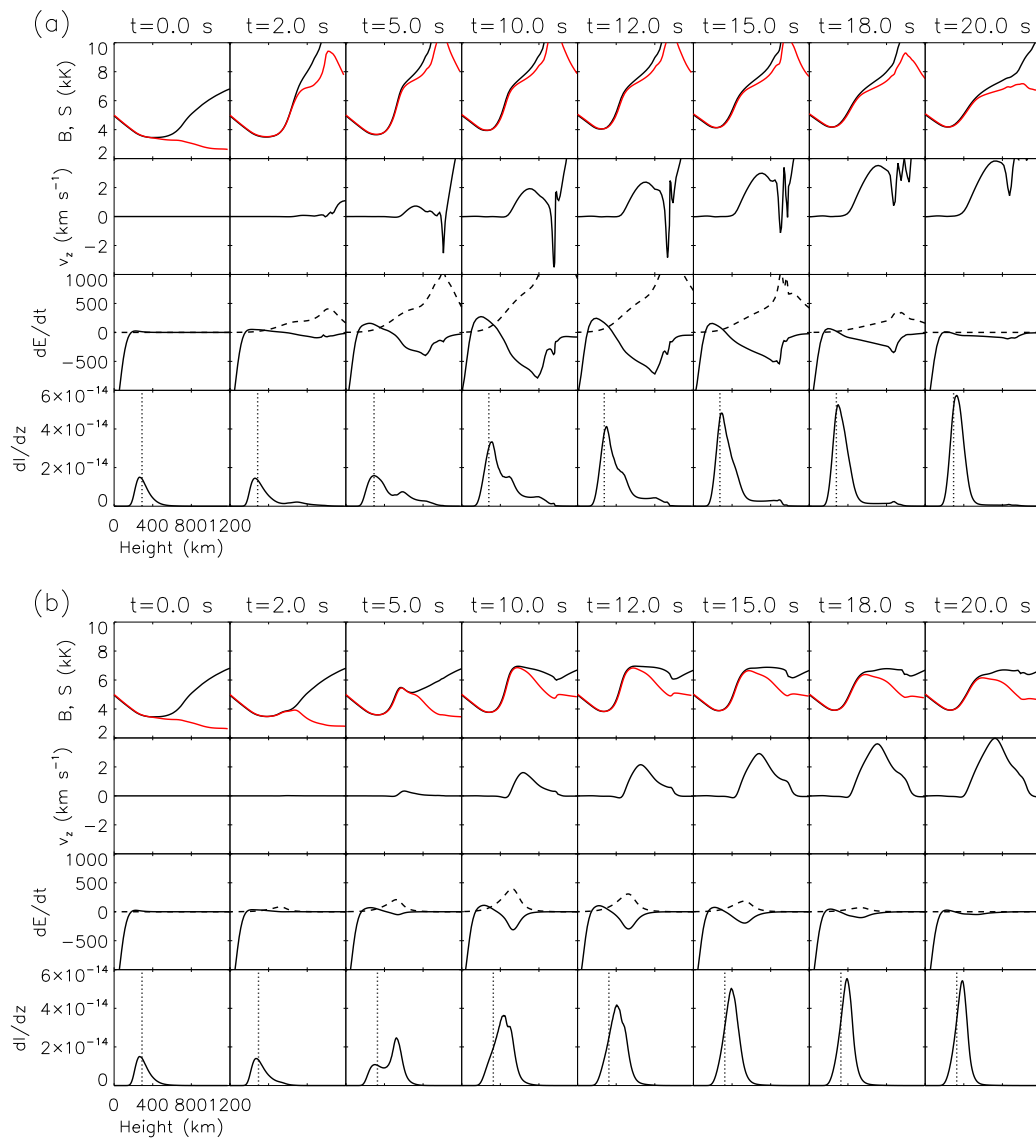 (a)
t=0.0 s t=2.0 s t=5.0 s t=10.0 s t=12.0 s t=15.0 s t=18.0 s t=20.0 s
B, S (kK)
10
8
6
4
2
v_z (km s⁻¹)
2
0
−2
dE/dt
1000
500
0
−500
dI/dz
6×10⁻¹⁴
4×10⁻¹⁴
2×10⁻¹⁴
0
0 400 800 1200
Height (km)
(b)
t=0.0 s t=2.0 s t=5.0 s t=10.0 s t=12.0 s t=15.0 s t=18.0 s t=20.0 s
B, S (kK)
10
8
6
4
2
v_z (km s⁻¹)
2
0
−2
dE/dt
1000
500
0
−500
dI/dz
6×10⁻¹⁴
4×10⁻¹⁴
2×10⁻¹⁴
0
0 400 800 1200
Height (km)